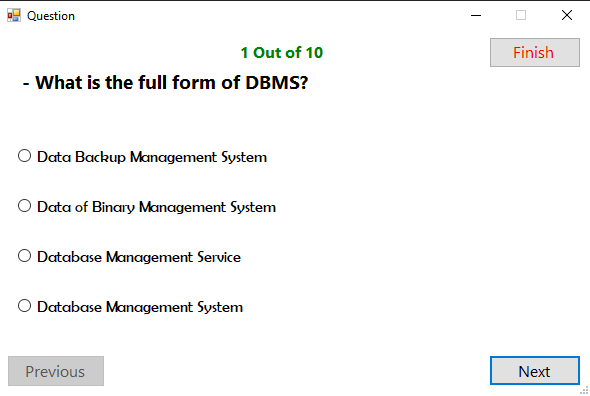 Question
1 Out of 10
Finish
- What is the full form of DBMS?
Data Backup Management System
Data of Binary Management System
Database Management Service
Database Management System
Previous
Next